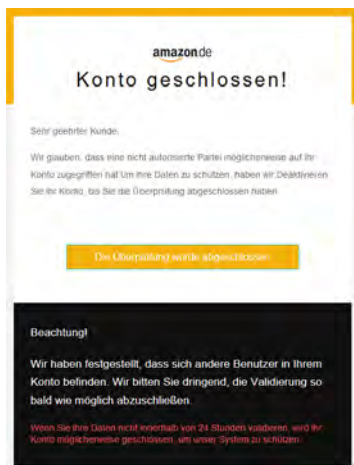 amazon.de
Konto geschlossen!
Sehr geehrter Kunde,
Wir glauben, dass eine nicht autorisierte Partei möglicherweise auf Ihr
Konto zugegriffen hat Um Ihre Daten zu schützen, haben wir Deaktivieren
Sie Ihr Konto, bis Sie die Überprüfung abgeschlossen haben
Die Überprüfung wurde abgeschlossen
Beachtung!
Wir haben festgestellt, dass sich andere Benutzer in Ihrem
Konto befinden. Wir bitten Sie dringend, die Validierung so
bald wie möglich abzuschließen.
Wenn Sie Ihre Daten nicht innerhalb von 24 Stunden validieren, wird Ihr
Konto möglicherweise geschlossen, um unser System zu schützen.